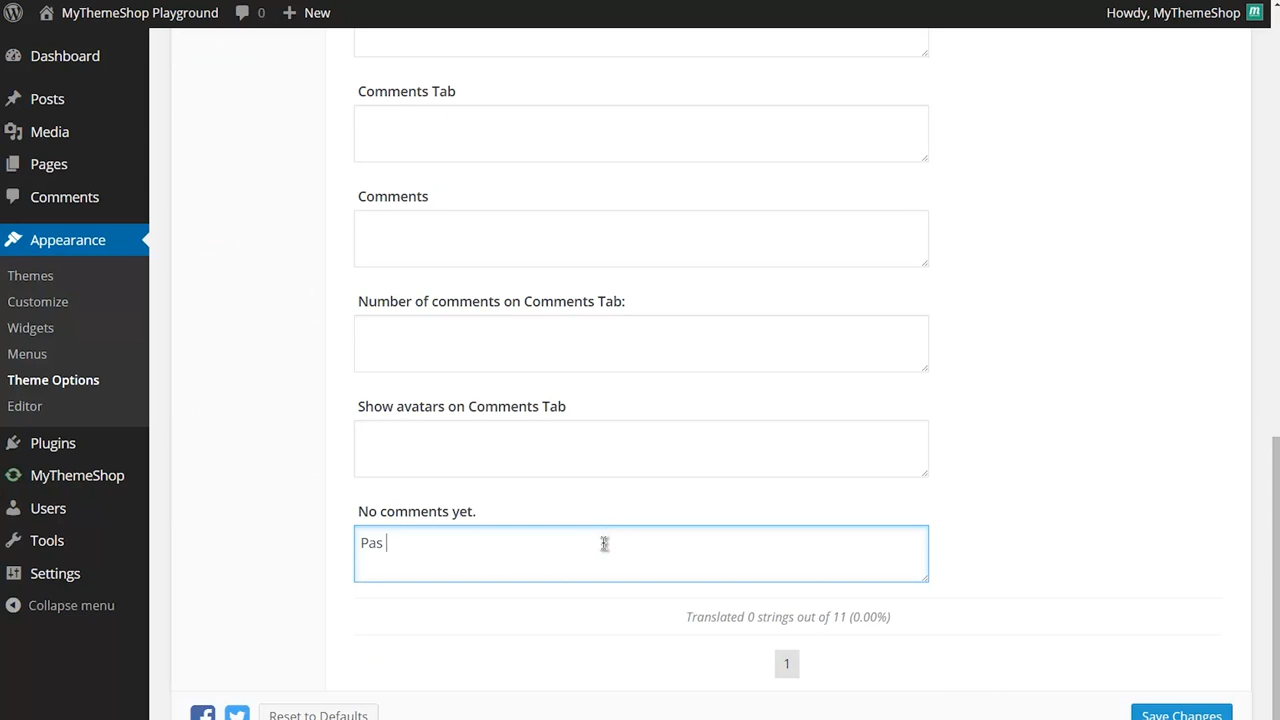 MyThemeShop Playground 0 New Howdy, MyThemeShop
Dashboard
Posts
Media
Pages
Comments
Appearance
Themes
Customize
Widgets
Menus
Theme Options
Editor
Plugins
MyThemeShop
Users
Tools
Settings
Collapse menu
Comments Tab
Comments
Number of comments on Comments Tab:
Show avatars on Comments Tab
No comments yet.
Pas
Translated 0 strings out of 11 (0.00%)
1
Reset to Defaults
Save Changes